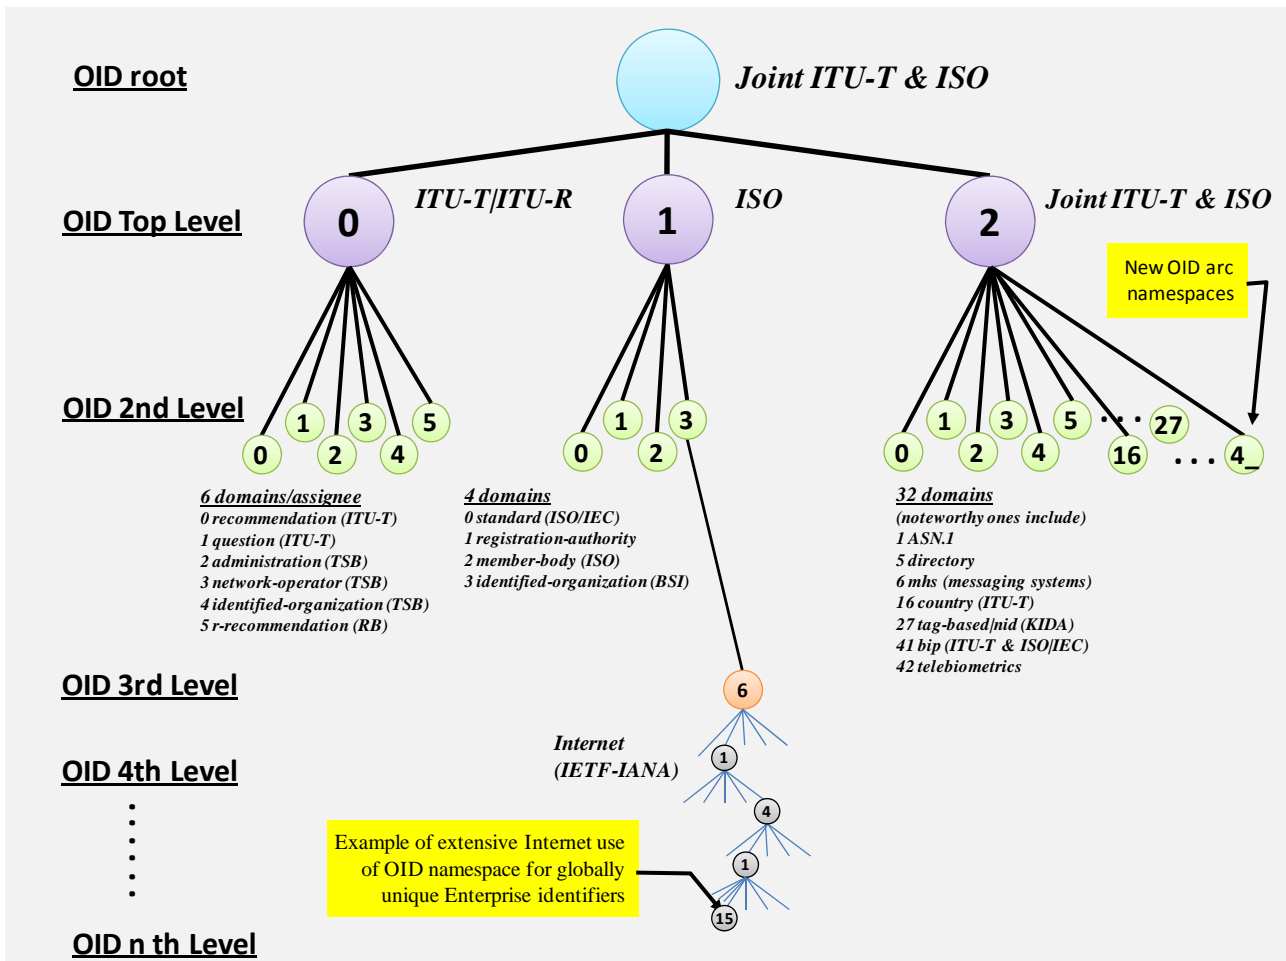 OID root
Joint ITU-T & ISO
OID Top Level
0
ITU-T|ITU-R
1
ISO
2
Joint ITU-T & ISO
New OID arc
namespaces
OID 2nd Level
1 3 5
0 2 4
1 3
0 2
1 3 5 . . . 27
0 2 4 16 . . . 4_
6 domains/assignee
0 recommendation (ITU-T)
1 question (ITU-T)
2 administration (TSB)
3 network-operator (TSB)
4 identified-organization (TSB)
5 r-recommendation (RB)
4 domains
0 standard (ISO/IEC)
1 registration-authority
2 member-body (ISO)
3 identified-organization (BSI)
32 domains
(noteworthy ones include)
1 ASN.1
5 directory
6 mhs (messaging systems)
16 country (ITU-T)
27 tag-based/nid (KIDA)
41 bip (ITU-T & ISO|IEC)
42 telebiometrics
OID 3rd Level
6
Internet
(IETF-IANA)
1
OID 4th Level
4
Example of extensive Internet use
of OID namespace for globally
unique Enterprise identifiers
1
15
OID n th Level